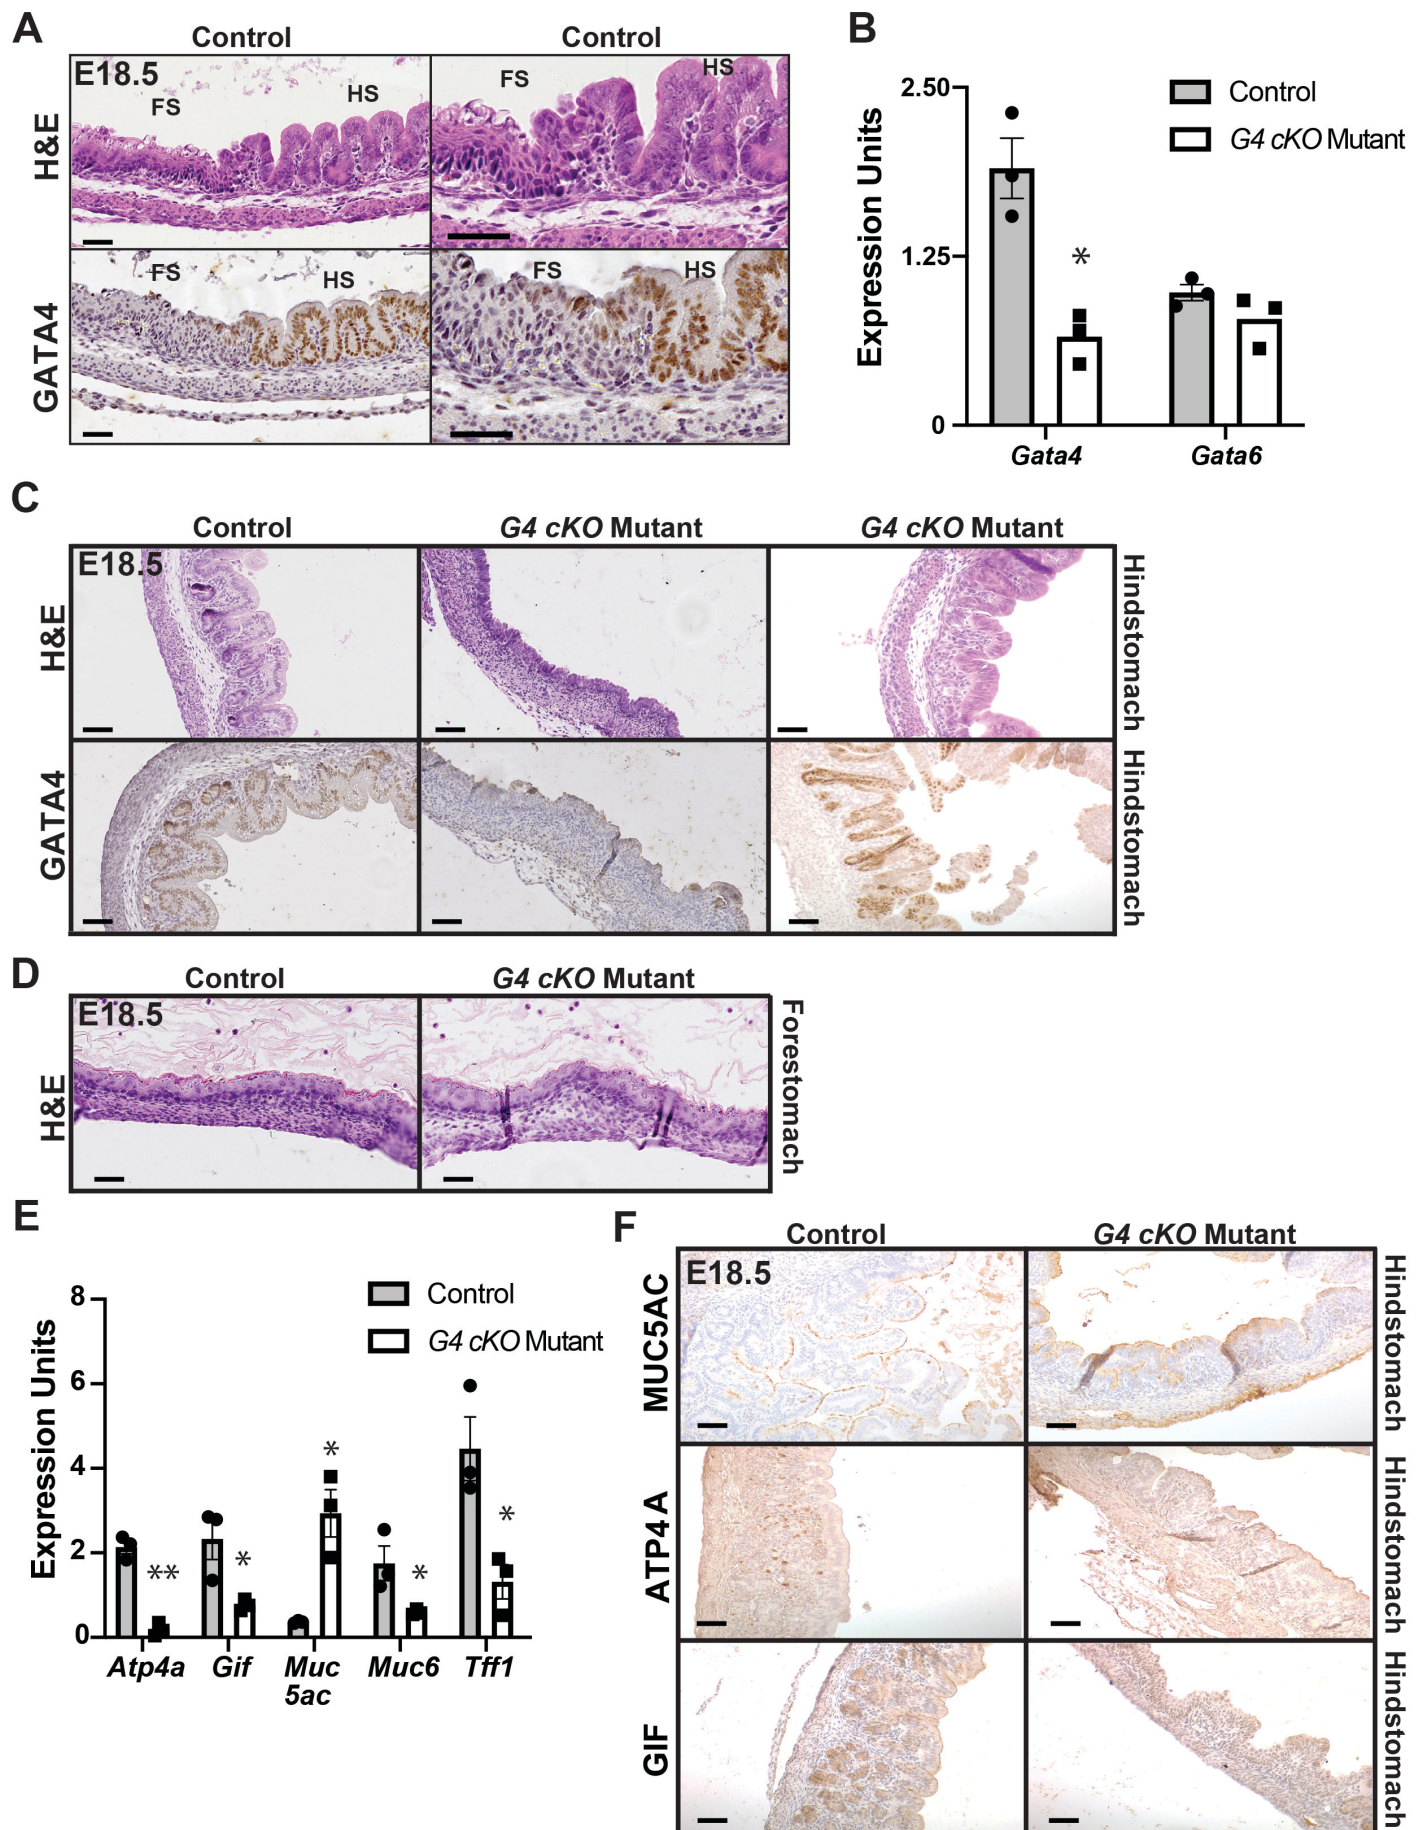 A
Control
Control
E18.5
FS
HS
FS
HS
H&E
FS
HS
FS
HS
GATA4
B
Control
G4 cKO Mutant
Expression Units
2.50
1.25
0
*
Gata4
Gata6
C
Control
G4 cKO Mutant
G4 cKO Mutant
E18.5
H&E
Hindstomach
GATA4
Hindstomach
D
Control
G4 cKO Mutant
E18.5
H&E
Forestomach
E
Control
G4 cKO Mutant
Expression Units
8
6
4
2
0
**
*
*
*
*
Atp4a
Gif
Muc
5ac
Muc6
Tff1
F
Control
G4 cKO Mutant
E18.5
MUC5AC
Hindstomach
ATP4 A
Hindstomach
GIF
Hindstomach